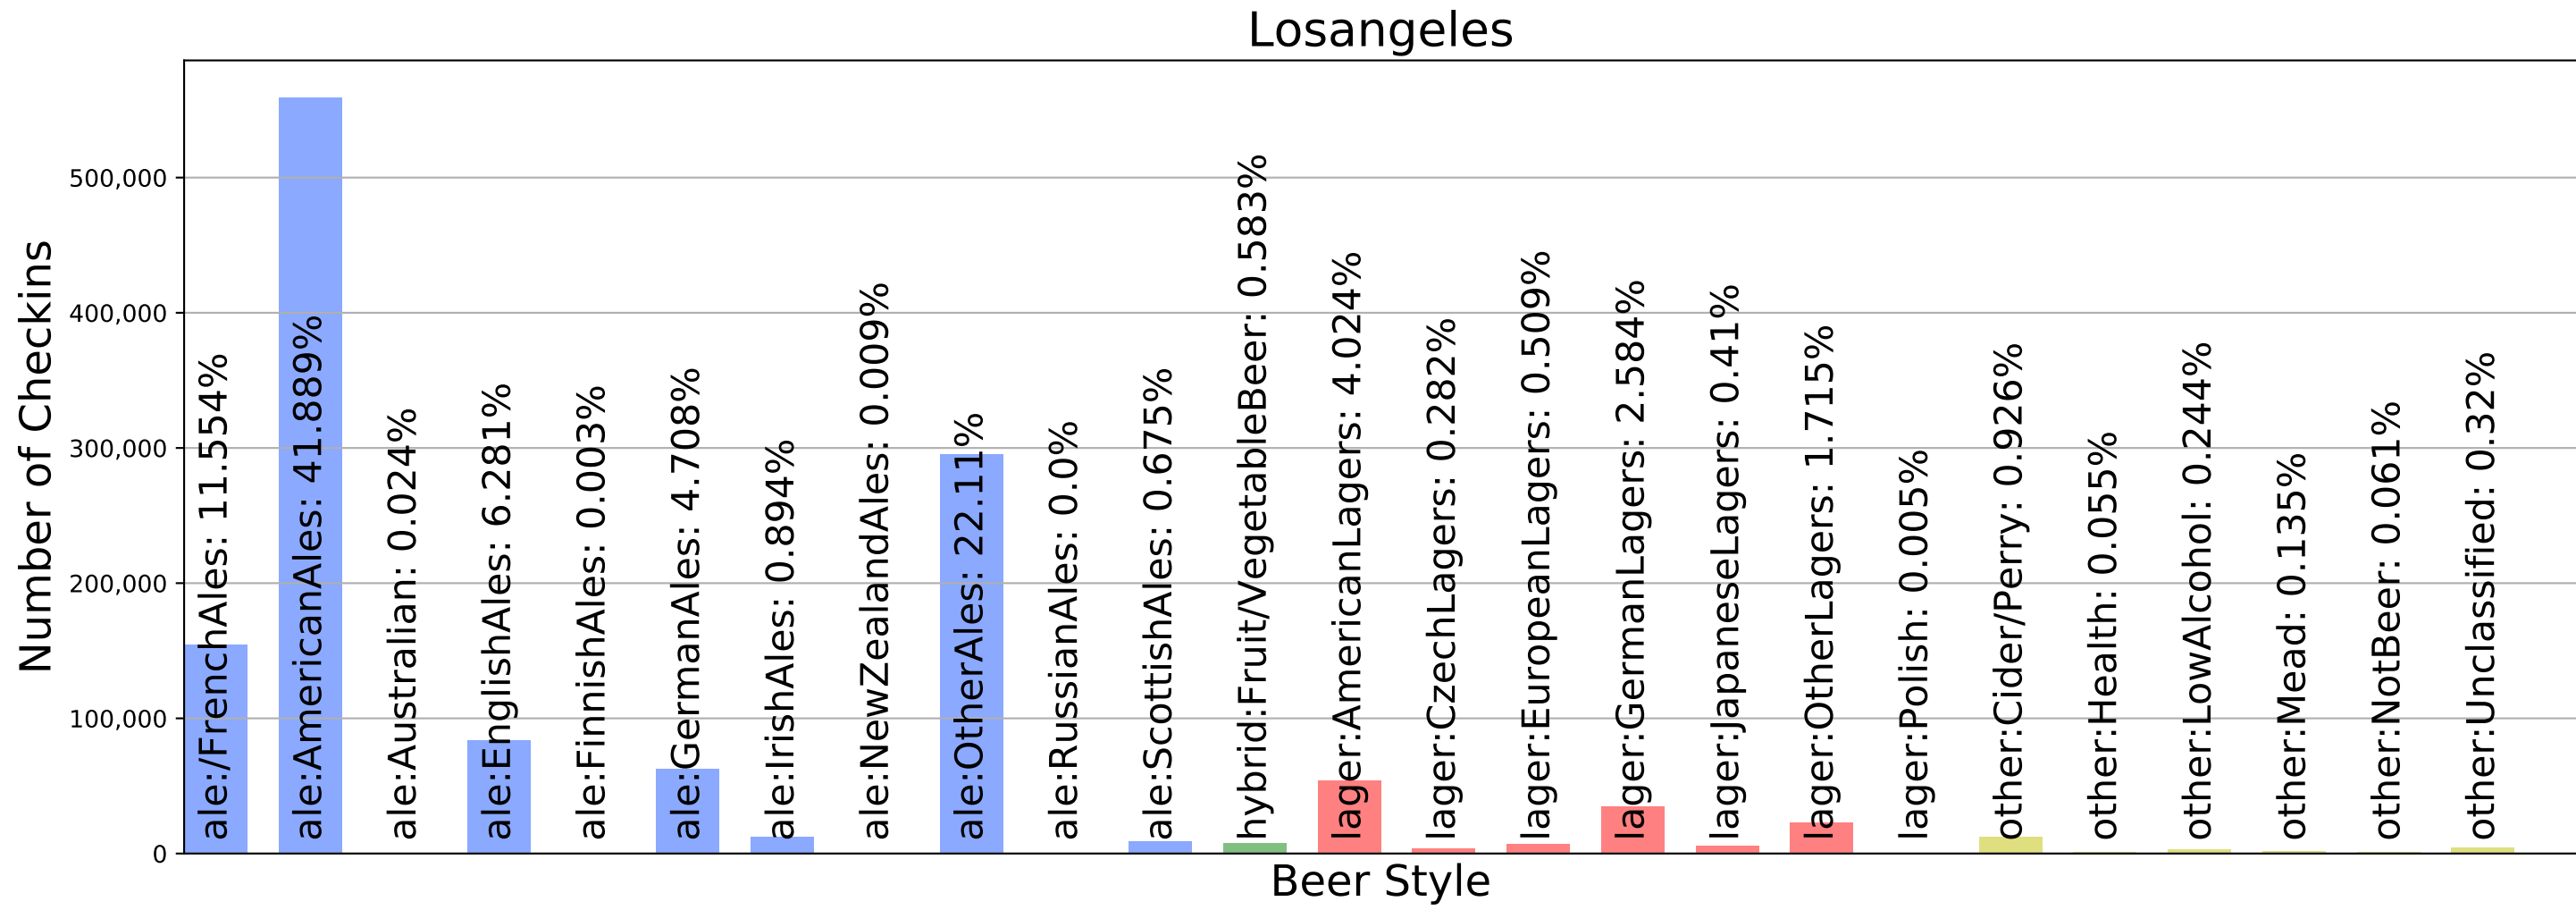 Losangeles
Number of Checkins
500,000
400,000
300,000
200,000
100,000
0
ale:/FrenchAles: 11.554%
ale:AmericanAles: 41.889%
ale:Australian: 0.024%
ale:EnglishAles: 6.281%
ale:FinnishAles: 0.003%
ale:GermanAles: 4.708%
ale:IrishAles: 0.894%
ale:NewZealandAles: 0.009%
ale:OtherAles: 22.11%
ale:RussianAles: 0.0%
ale:ScottishAles: 0.675%
hybrid:Fruit/VegetableBeer: 0.583%
lager:AmericanLagers: 4.024%
lager:CzechLagers: 0.282%
lager:EuropeanLagers: 0.509%
lager:GermanLagers: 2.584%
lager:JapaneseLagers: 0.41%
lager:OtherLagers: 1.715%
lager:Polish: 0.005%
other:Cider/Perry: 0.926%
other:Health: 0.055%
other:LowAlcohol: 0.244%
other:Mead: 0.135%
other:NotBeer: 0.061%
other:Unclassified: 0.32%
Beer Style